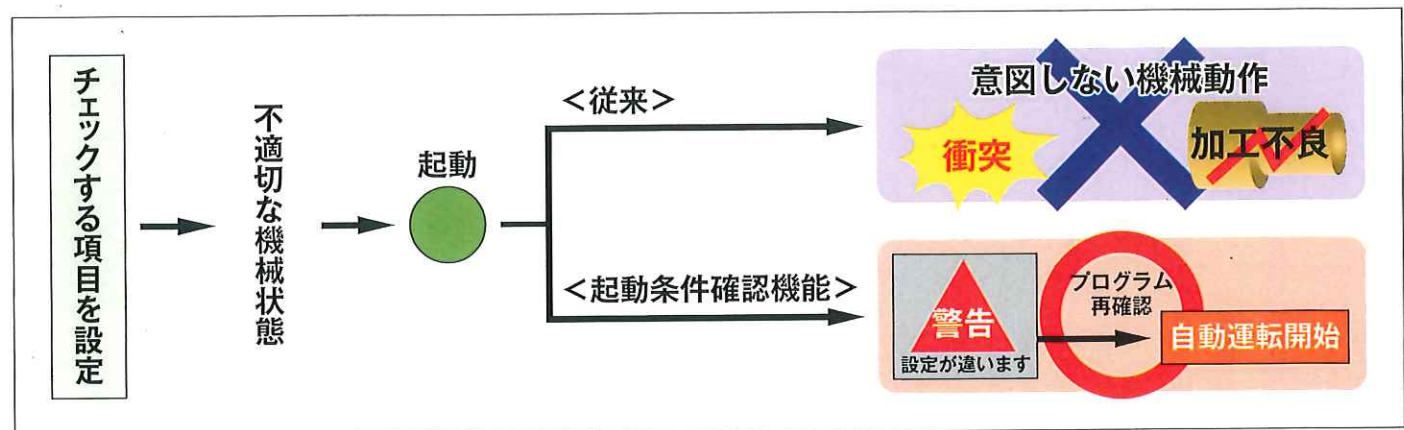 チェックする項目を設定
不適切な機械状態
起動
＜従来＞
意図しない機械動作
衝突
加工不良
＜起動条件確認機能＞
警告
設定が違います
プログラム
再確認
自動運転開始